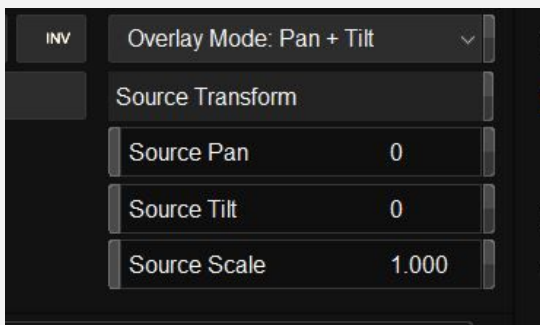 INV
Overlay Mode: Pan + Tilt
Source Transform
Source Pan 0
Source Tilt 0
Source Scale 1.000